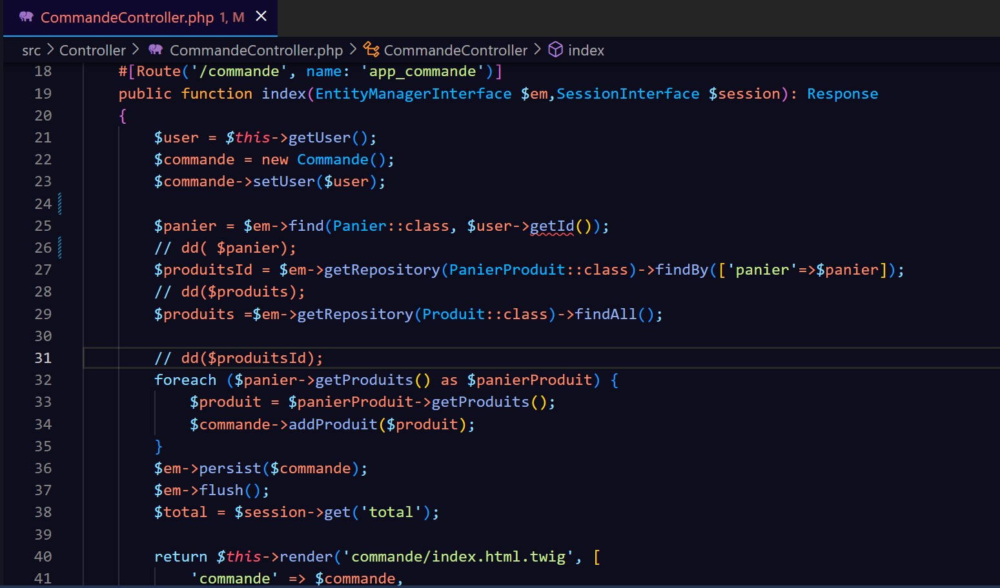 CommandeController.php 1, M
src > Controller > CommandeController.php > CommandeController > index
18 #[Route('/commande', name: 'app_commande')]
19 public function index(EntityManagerInterface $em,SessionInterface $session): Response
20 {
21 $user = $this->getUser();
22 $commande = new Commande();
23 $commande->setUser($user);
24
25 $panier = $em->find(Panier::class, $user->getId());
26 // dd( $panier);
27 $produitsId = $em->getRepository(PanierProduit::class)->findBy(['panier'=>$panier]);
28 // dd($produits);
29 $produits =$em->getRepository(Produit::class)->findAll();
30
31 // dd($produitsId);
32 foreach ($panier->getProduits() as $panierProduit) {
33 $produit = $panierProduit->getProduits();
34 $commande->addProduit($produit);
35 }
36 $em->persist($commande);
37 $em->flush();
38 $total = $session->get('total');
39
40 return $this->render('commande/index.html.twig', [
41 'commande' => $commande,